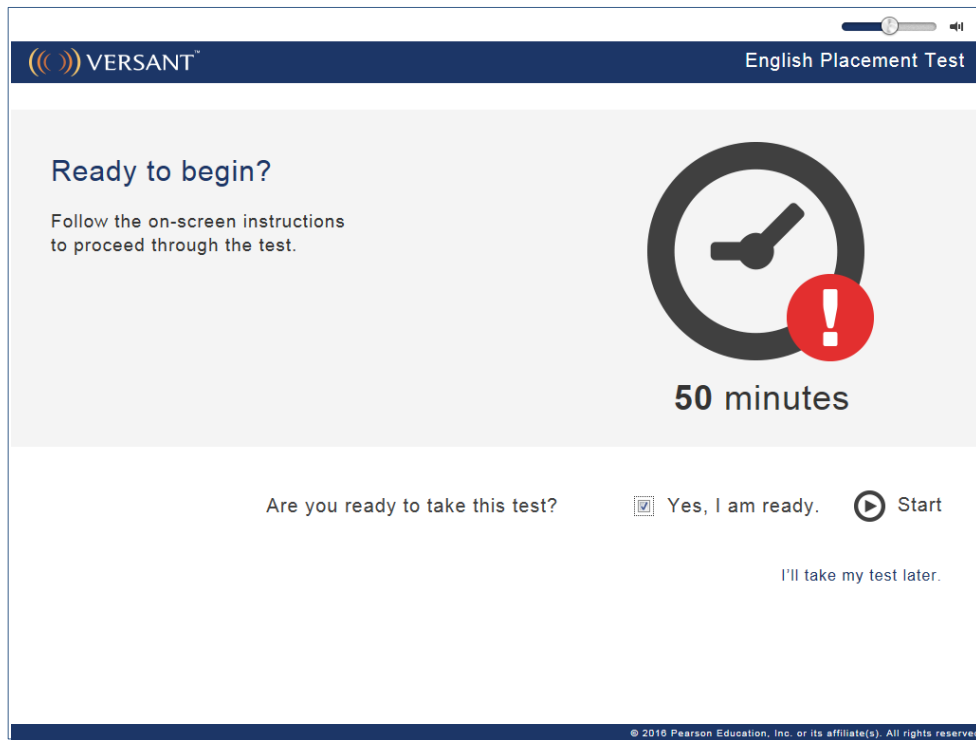 VERSANT™
English Placement Test
Ready to begin?
Follow the on-screen instructions
to proceed through the test.
50 minutes
Are you ready to take this test?
Yes, I am ready.
Start
I'll take my test later.
© 2016 Pearson Education, Inc. or its affiliate(s). All rights reserve